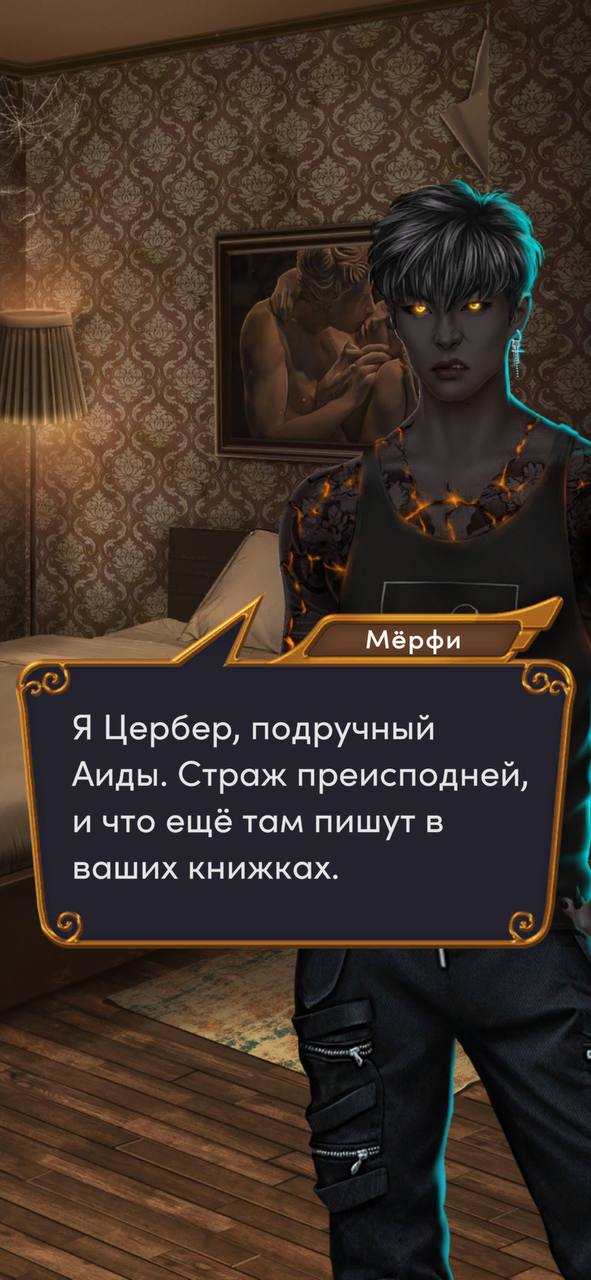 Мёрфи
Я Цербер, подручный
Аиды. Страж преисподней,
и что ещё там пишут в
ваших книжках.